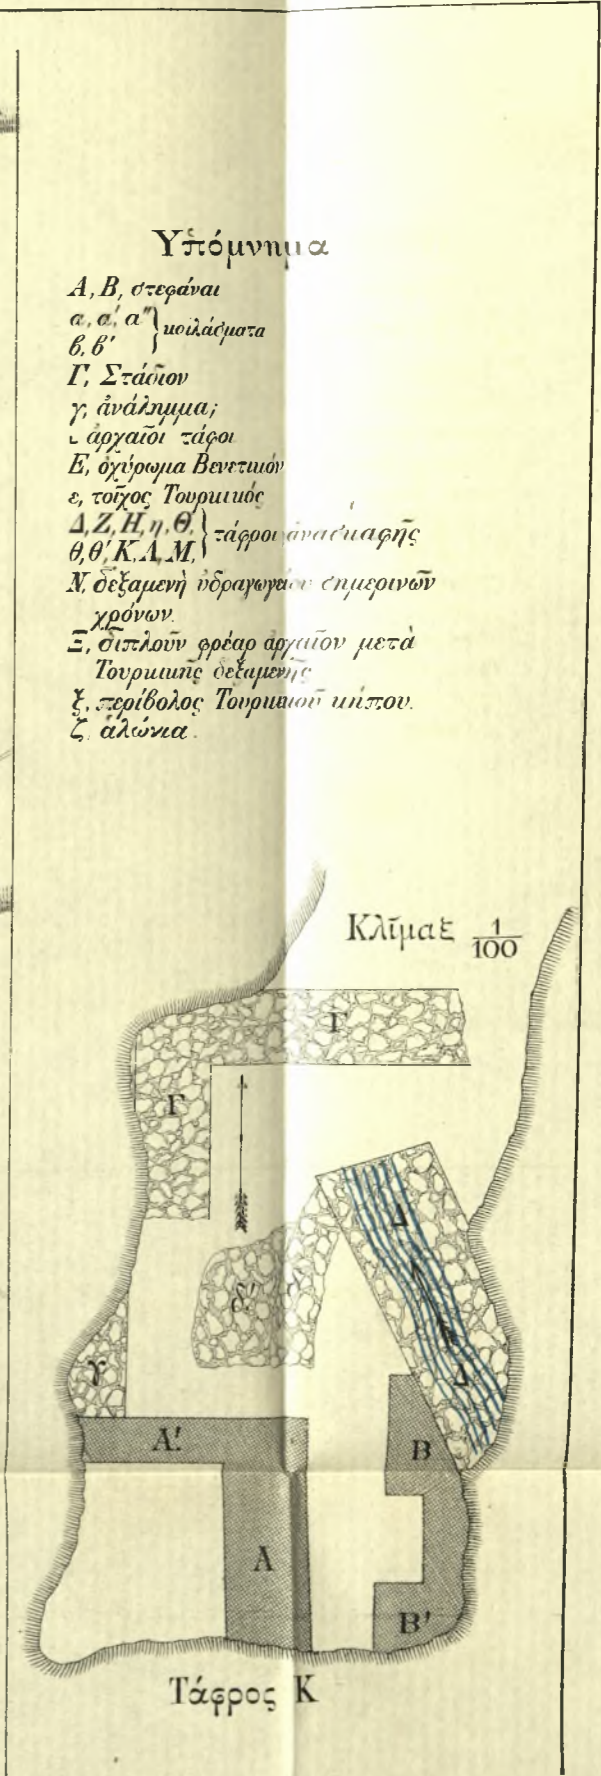 Υπόμνημα
Α, Β, στεφάναι
α, α', α'' } κοιλάσματα
β, β'
Γ, Στάδιον
γ, ἀνάλημμα;
ι. ἀρχαῖοι τάφοι
Ε, ὀχύρωμα Βενετικόν
ε, τοῖχος Τουρκικός
Δ, Ζ, Η, η, Θ, } τάφροι ἀνασκαφῆς
θ, θ', Κ, Λ, Μ,
Ν, δεξαμενὴ ὑδραγωγείου σημερινῶν
χρόνων.
Ξ, διπλοῦν φρέαρ ἀρχαῖον μετὰ
Τουρκικῆς δεξαμενῆς
ξ, περίβολος Τουρκικοῦ κήπου.
ζ. ἁλώνια.
Κλῖμαξ 1/100
Γ
Γ
Δ
δ'. δ
γ
Δ
Α'.
Β
Α
Β'
Τάφρος Κ